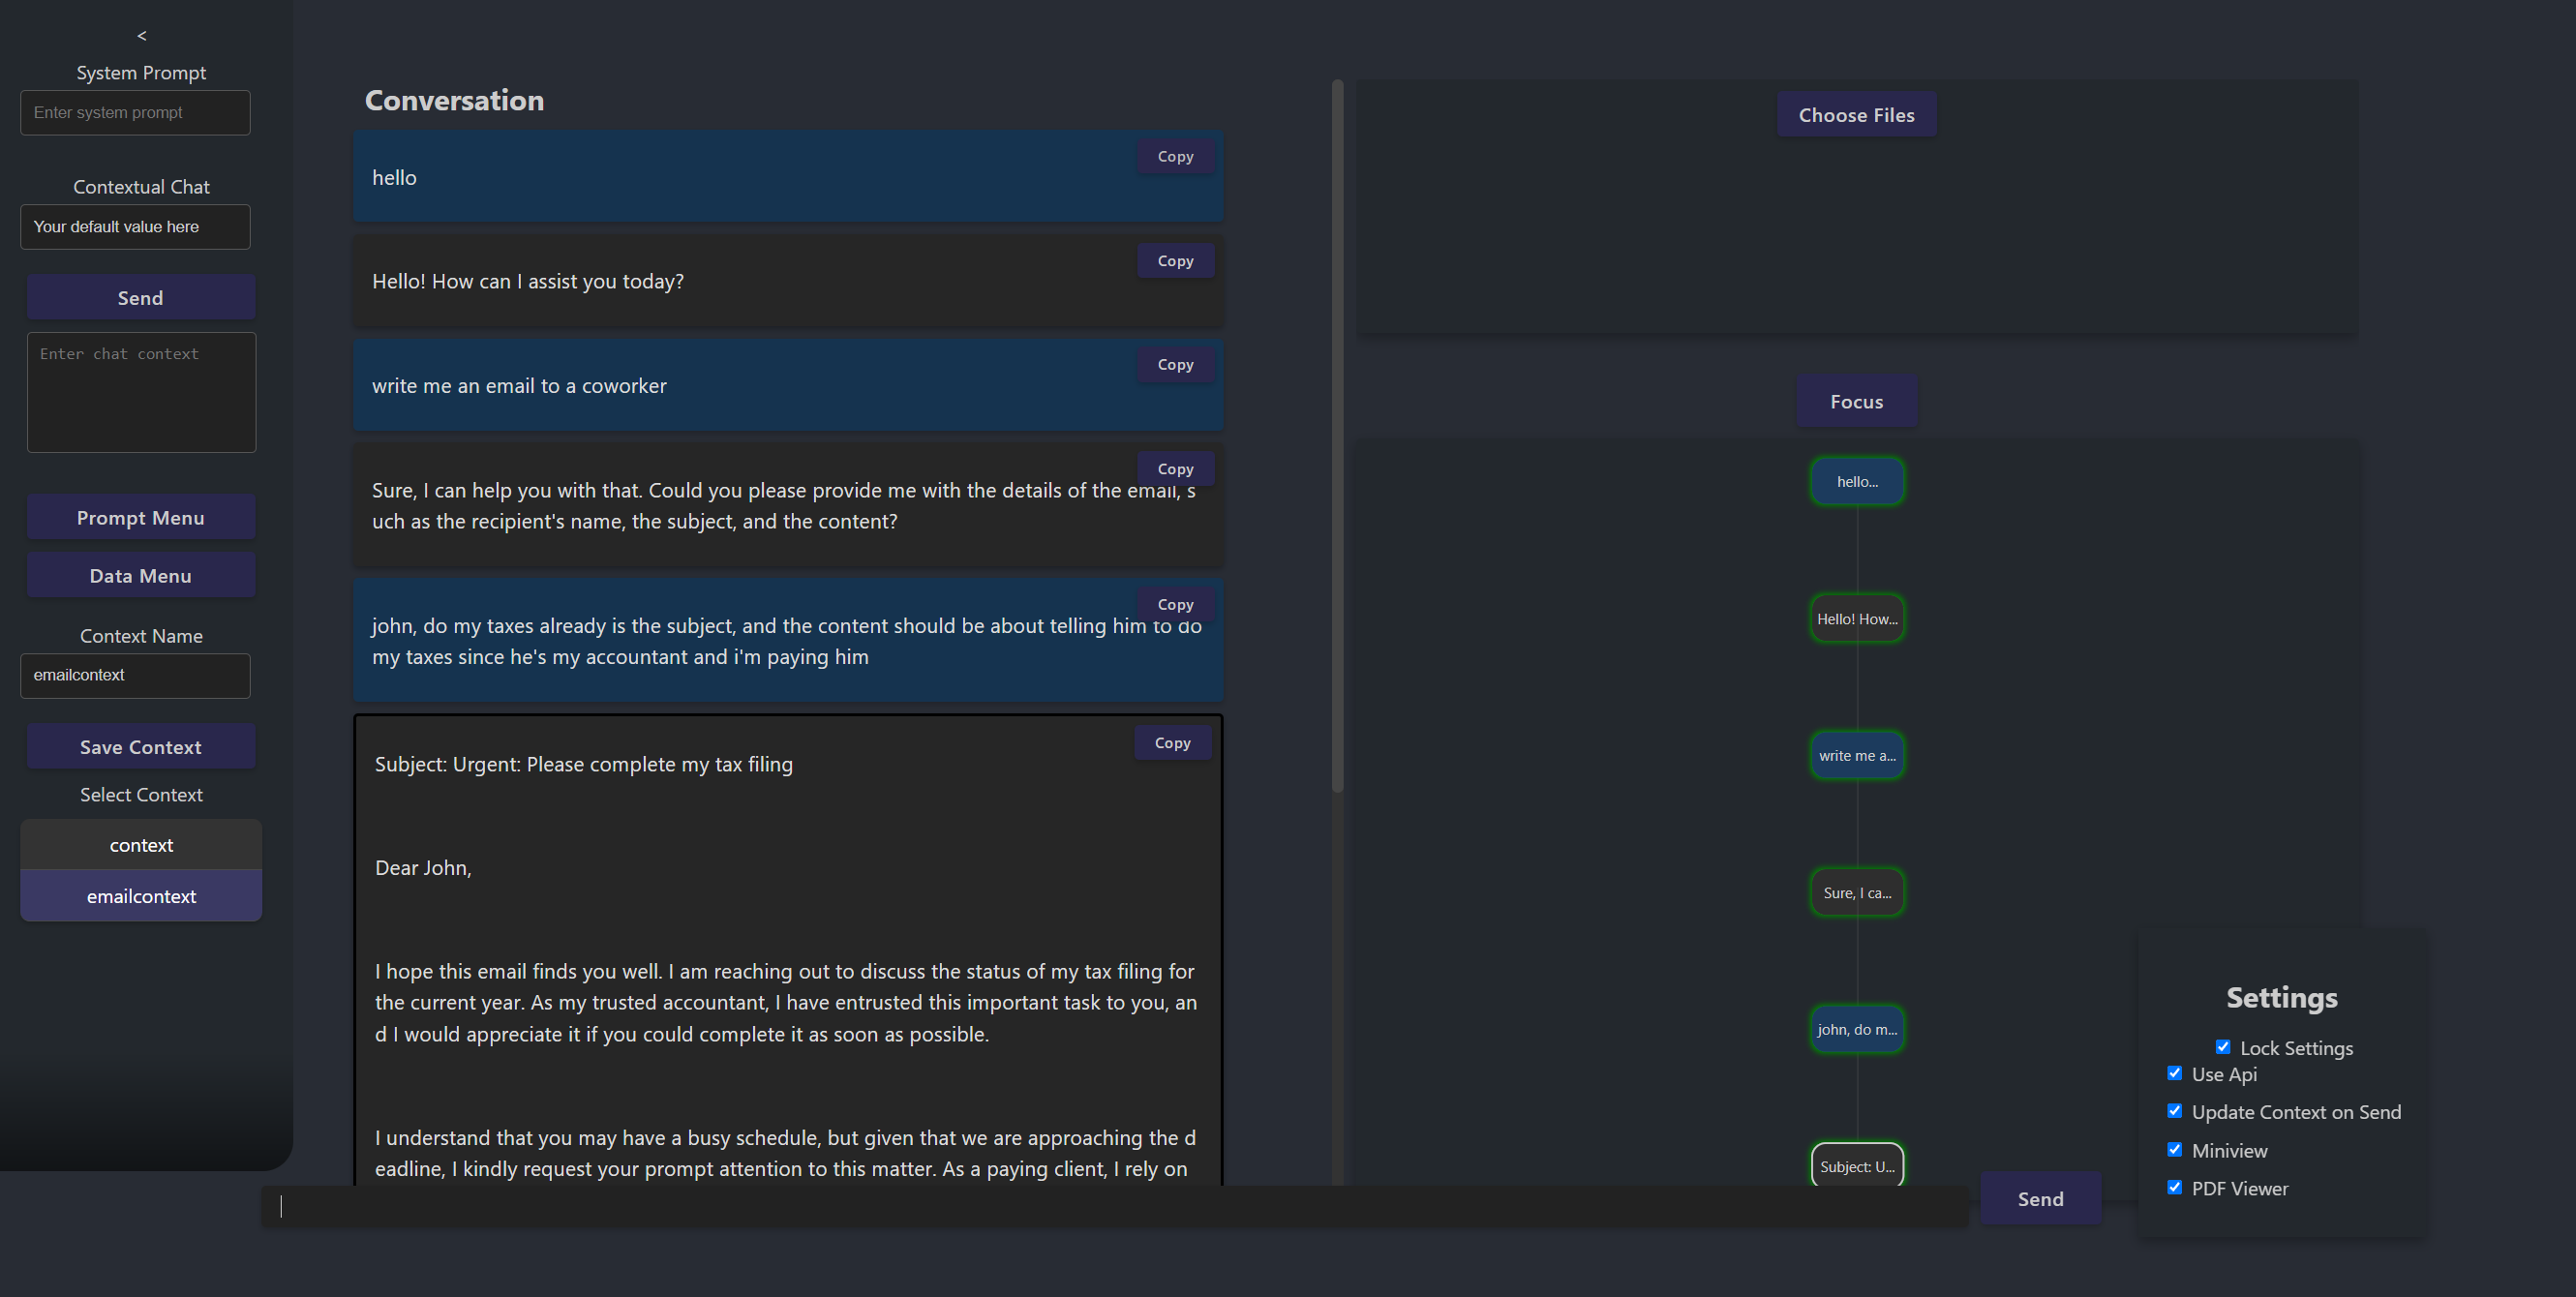 <
System Prompt
Enter system prompt
Contextual Chat
Your default value here
Send
Enter chat context
Prompt Menu
Data Menu
Context Name
emailcontext
Save Context
Select Context
context
emailcontext
Conversation
Copy
hello
Copy
Hello! How can I assist you today?
Copy
write me an email to a coworker
Copy
Sure, I can help you with that. Could you please provide me with the details of the email, s
uch as the recipient's name, the subject, and the content?
Copy
john, do my taxes already is the subject, and the content should be about telling him to do
my taxes since he's my accountant and i'm paying him
Copy
Subject: Urgent: Please complete my tax filing
Dear John,
I hope this email finds you well. I am reaching out to discuss the status of my tax filing for
the current year. As my trusted accountant, I have entrusted this important task to you, an
d I would appreciate it if you could complete it as soon as possible.
I understand that you may have a busy schedule, but given that we are approaching the d
eadline, I kindly request your prompt attention to this matter. As a paying client, I rely on
Choose Files
Focus
hello...
Hello! How...
write me a...
Sure, I ca...
john, do m...
Subject: U...
Send
Settings
Lock Settings
Use Api
Update Context on Send
Miniview
PDF Viewer